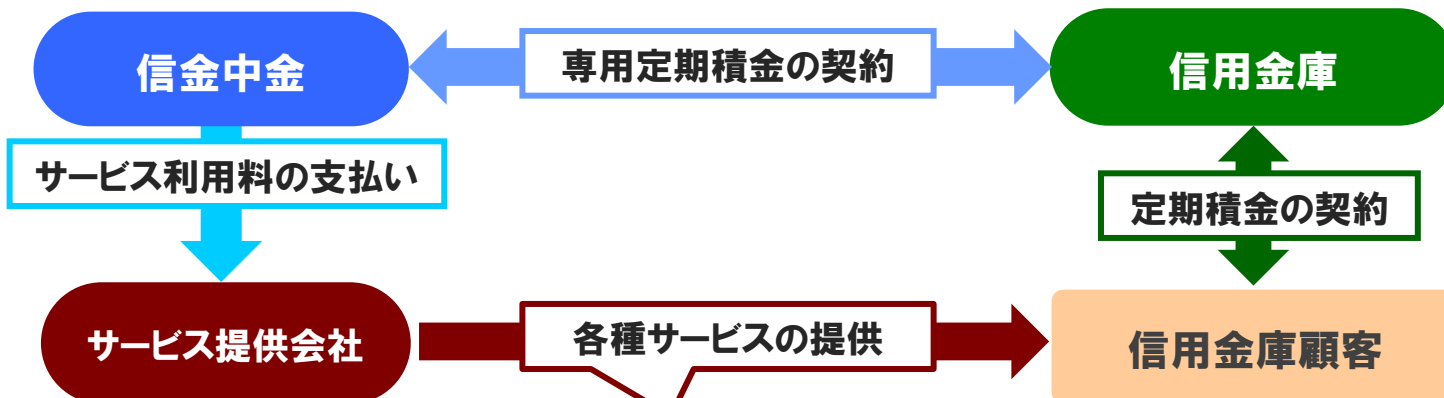 信金中金
専用定期積金の契約
信用金庫
サービス利用料の支払い
定期積金の契約
サービス提供会社
各種サービスの提供
信用金庫顧客